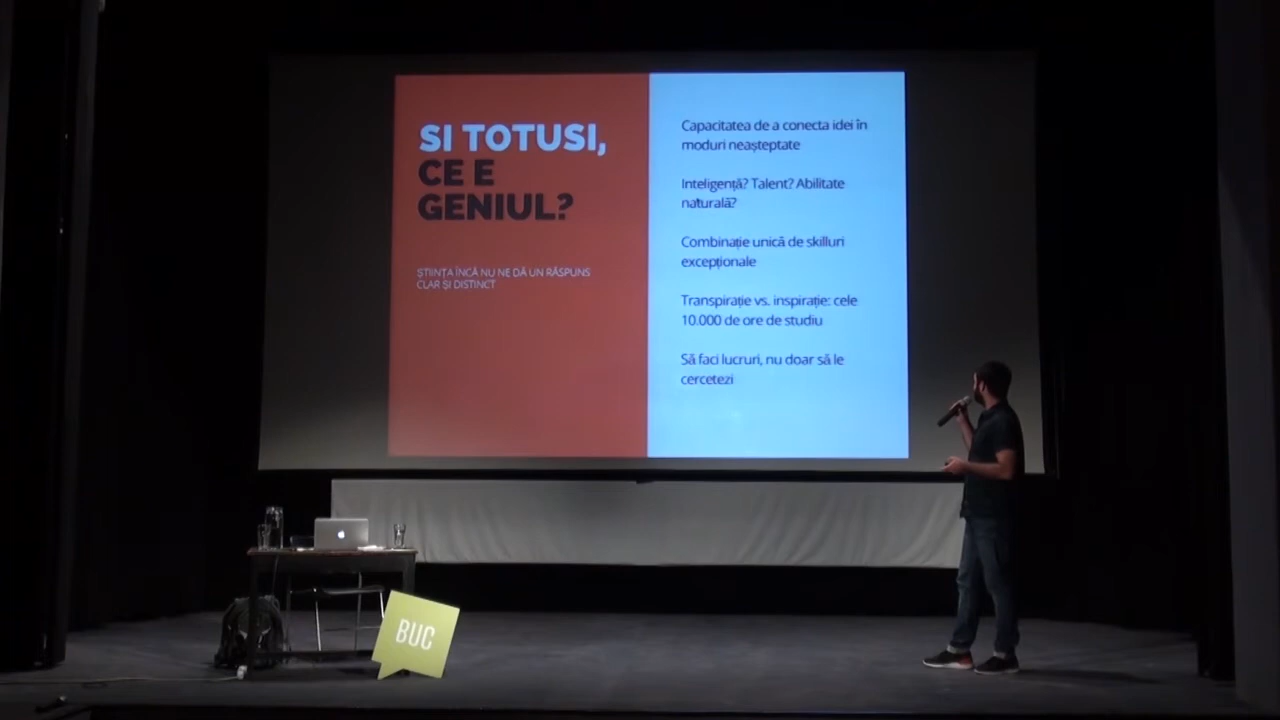 SI TOTUSI,
CE E
GENIUL?
ȘTIINȚA ÎNCĂ NU NE DĂ UN RĂSPUNS
CLAR ȘI DISTINCT
Capacitatea de a conecta idei în
moduri neașteptate
Inteligență? Talent? Abilitate
naturală?
Combinație unică de skilluri
excepționale
Transpirație vs. inspirație: cele
10.000 de ore de studiu
Să faci lucruri, nu doar să le
cercetezi
BUC